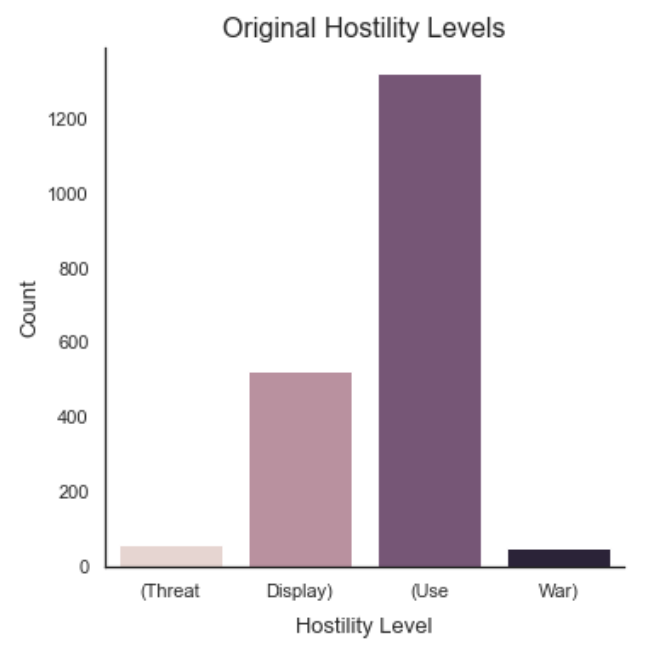 Original Hostility Levels
1200
1000
800
600
400
200
0
Count
(Threat Display) (Use War)
Hostility Level